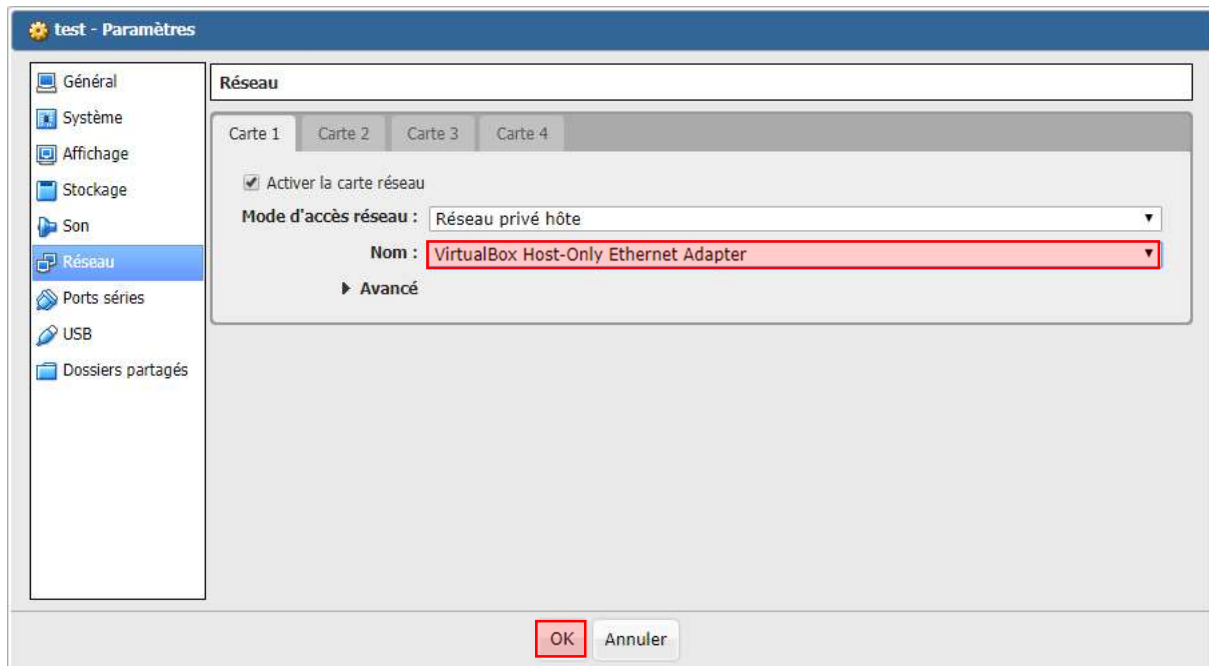 test - Paramètres
Général
Système
Affichage
Stockage
Son
Réseau
Ports séries
USB
Dossiers partagés
Réseau
Carte 1 Carte 2 Carte 3 Carte 4
Activer la carte réseau
Mode d'accès réseau : Réseau privé hôte
Nom : VirtualBox Host-Only Ethernet Adapter
Avancé
OK Annuler